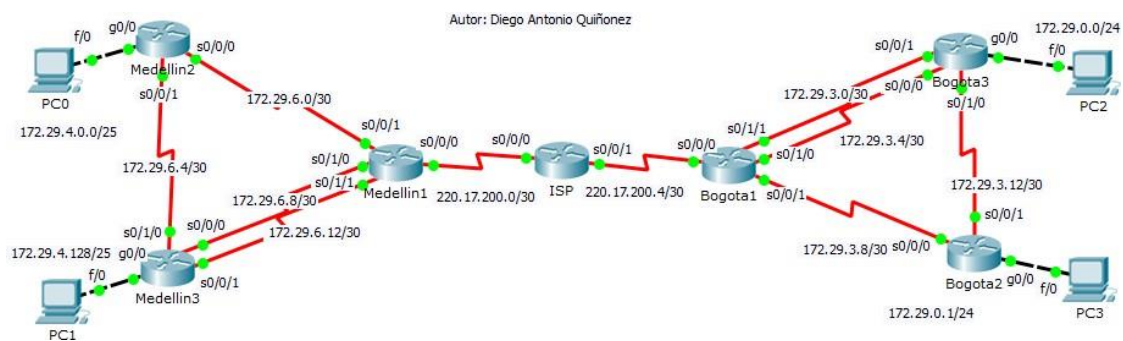 Autor: Diego Antonio Quiñonez
f/0
g0/0
s0/0/0
Medellin2
s0/0/1
PC0
172.29.4.0.0/25
172.29.6.0/30
172.29.6.4/30
s0/0/1
s0/0/0
s0/1/0
s0/1/1
Medellin1
172.29.6.8/30
172.29.6.12/30
s0/0/0
s0/1/0
172.29.4.128/25
g0/0
f/0
s0/0/1
Medellin3
PC1
220.17.200.0/30
s0/0/0
ISP
s0/0/1
220.17.200.4/30
s0/0/0
s0/1/1
s0/1/0
Bogota1
s0/0/1
172.29.3.0/30
172.29.3.4/30
s0/0/1
s0/0/0
g0/0
Bogota3
s0/1/0
172.29.0.0/24
f/0
PC2
172.29.3.12/30
s0/0/1
172.29.3.8/30
s0/0/0
Bogota2
g0/0
f/0
PC3
172.29.0.1/24